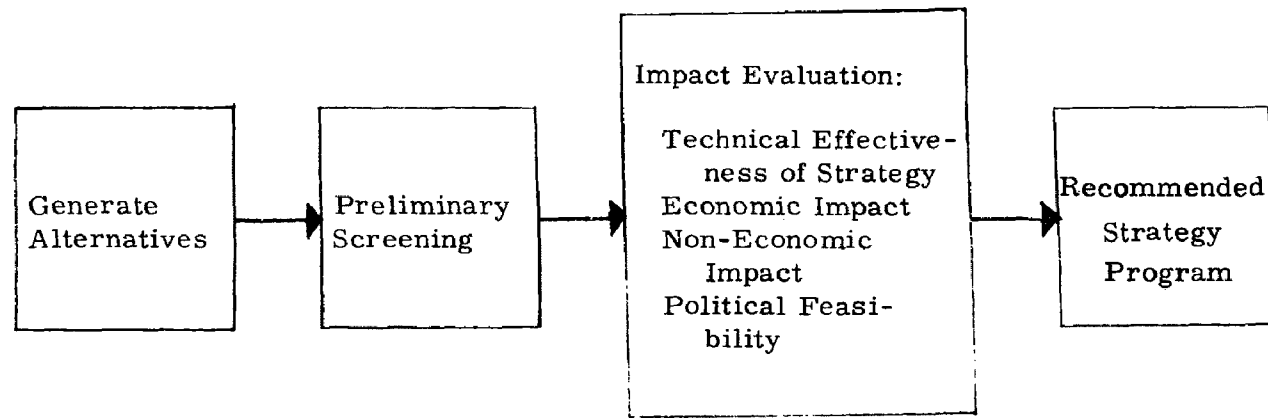 Generate
Alternatives
Preliminary
Screening
Impact Evaluation:
Technical Effective-
ness of Strategy
Economic Impact
Non-Economic
Impact
Political Feasi-
bility
Recommended
Strategy
Program